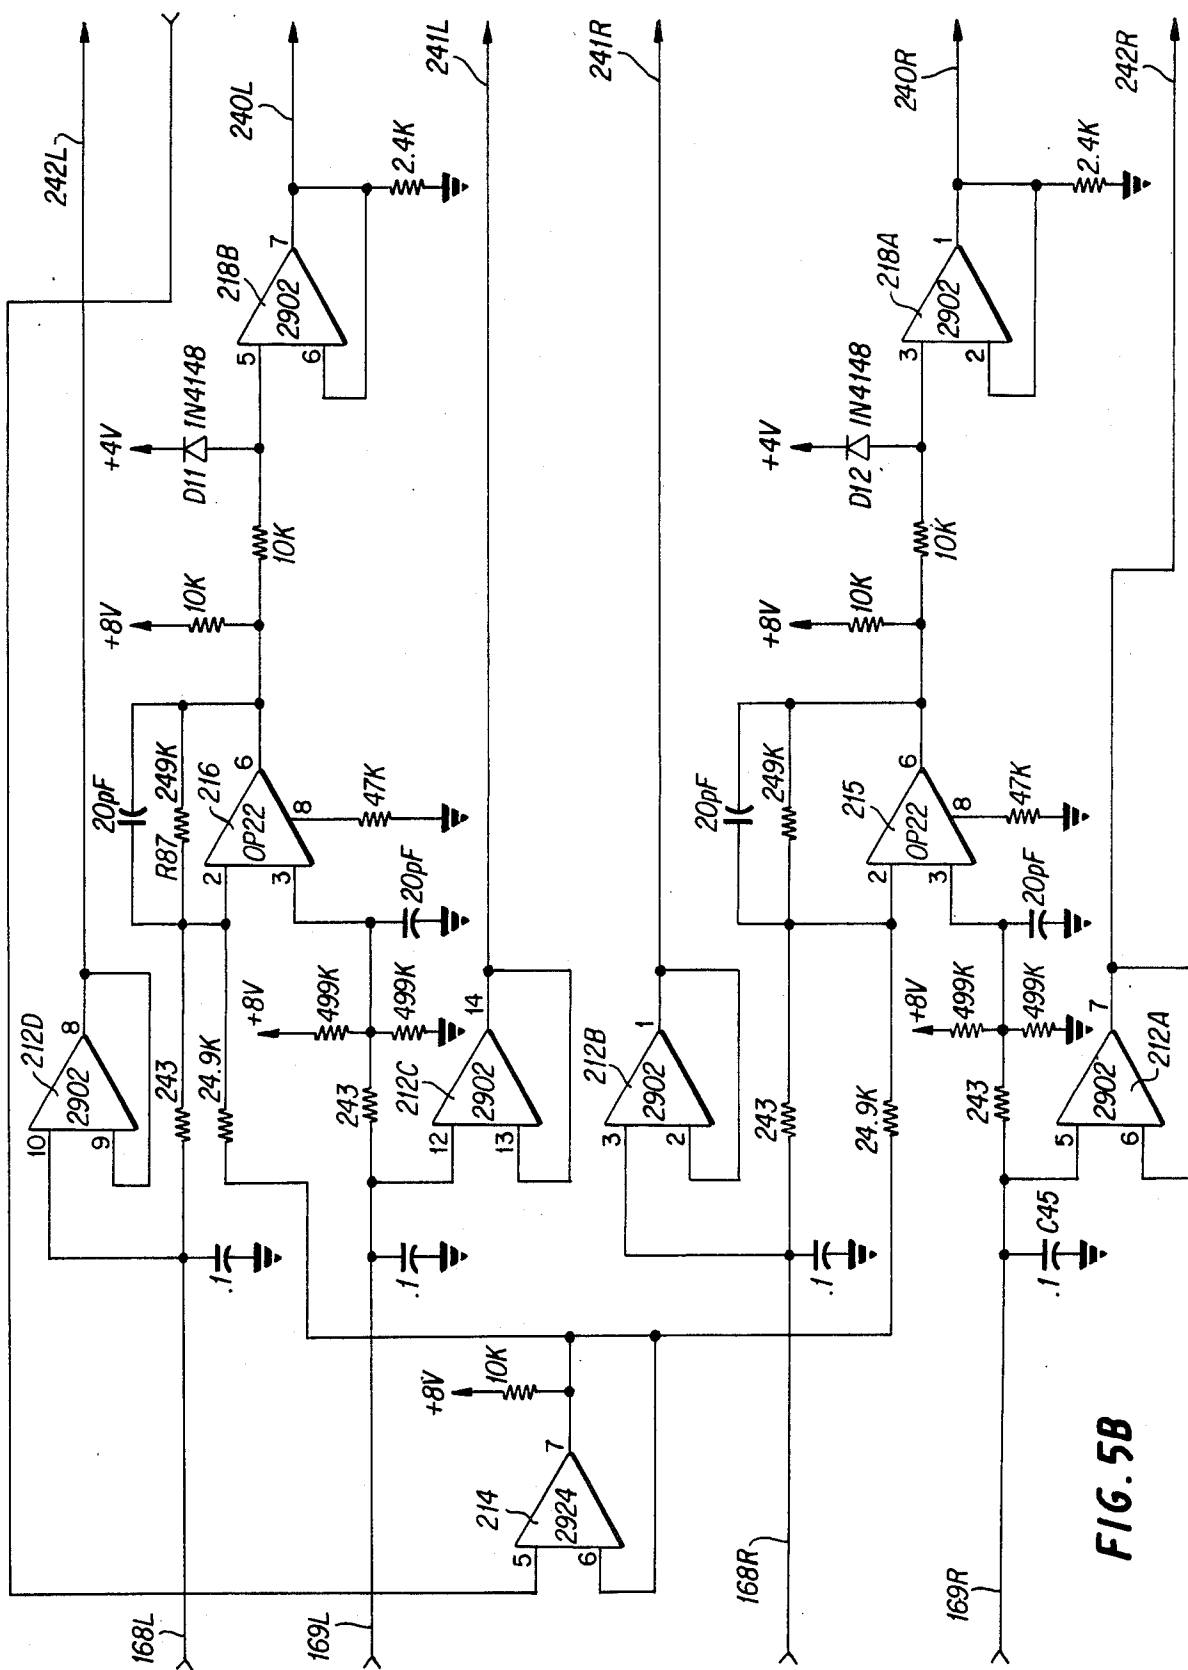 242L
240L
241L
241R
240R
242R
2.4K
2.4K
7
218B
2902
5
6
1
218A
2902
3
2
+4V
D11
1N4148
+4V
D12
1N4148
10K
10K
+8V
10K
+8V
10K
20pF
R87
249K
216
OP22
2
3
6
8
47K
20pF
20pF
249K
215
OP22
2
3
6
8
47K
20pF
212D
2902
10
9
8
243
24.9K
+8V
499K
499K
243
212C
2902
12
13
14
212B
2902
3
2
1
243
24.9K
+8V
499K
499K
243
212A
2902
5
6
7
.1
.1
.1
.1
C45
+8V
10K
214
2924
5
6
7
168L
169L
168R
169R
FIG. 5B